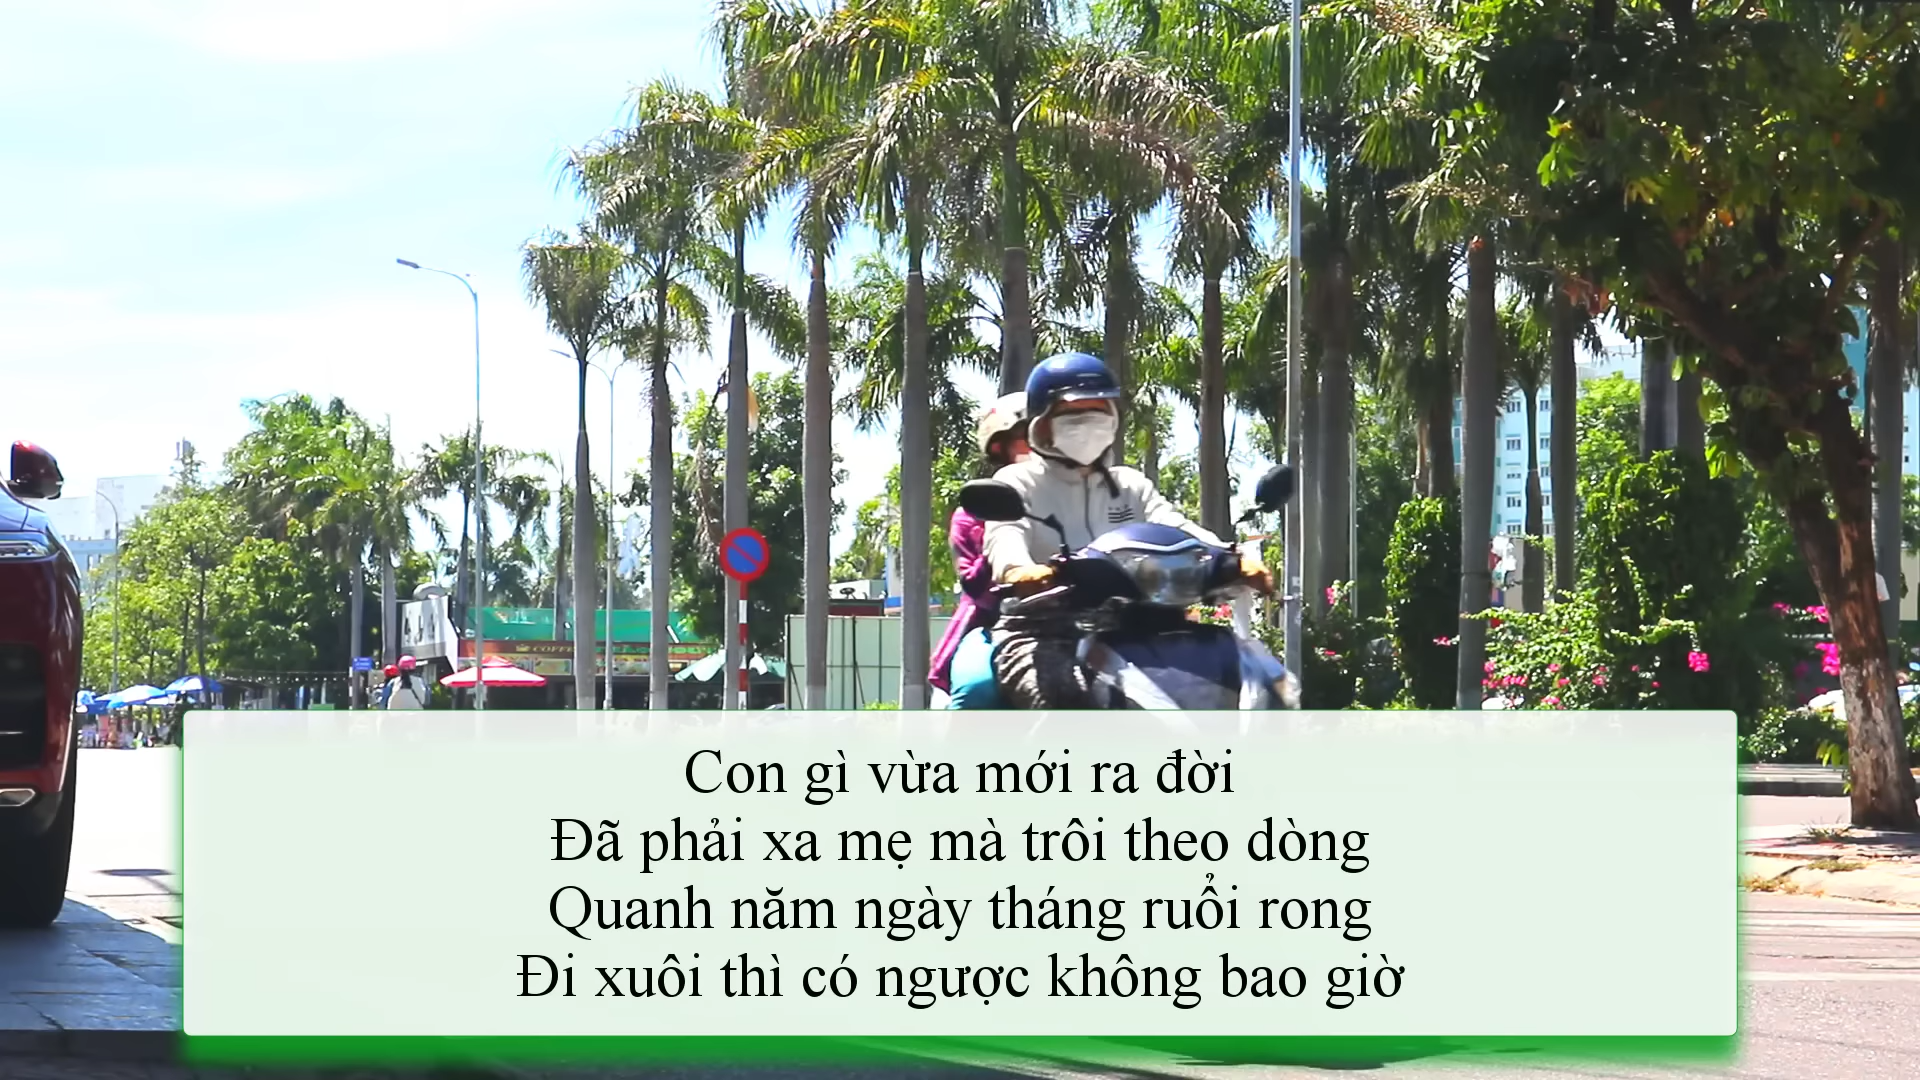 COFFEE
Con gì vừa mới ra đời
Đã phải xa mẹ mà trôi theo dòng
Quanh năm ngày tháng ruổi rong
Đi xuôi thì có ngược không bao giờ